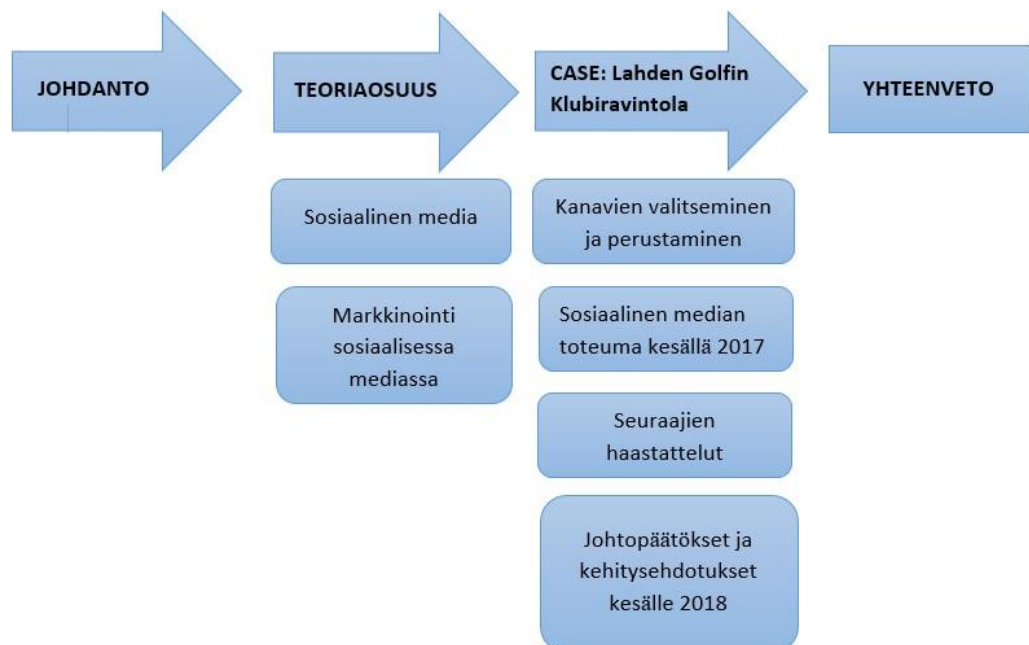 JOHDANTO
TEORIAOSUUS
CASE: Lahden Golfin
Klubiravintola
YHTEENVETO
Sosiaalinen media
Markkinointi
sosiaalisessa
mediassa
Kanavien valitseminen
ja perustaminen
Sosiaalinen median
toteuma kesällä 2017
Seuraajien
haastattelut
Johtopäätökset ja
kehitysehdotukset
kesälle 2018